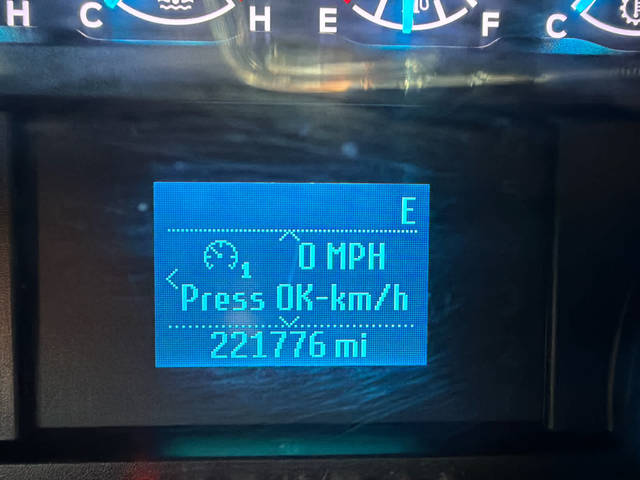 H C H E F C
E
1 0 MPH
Press OK-km/h
221776 mi